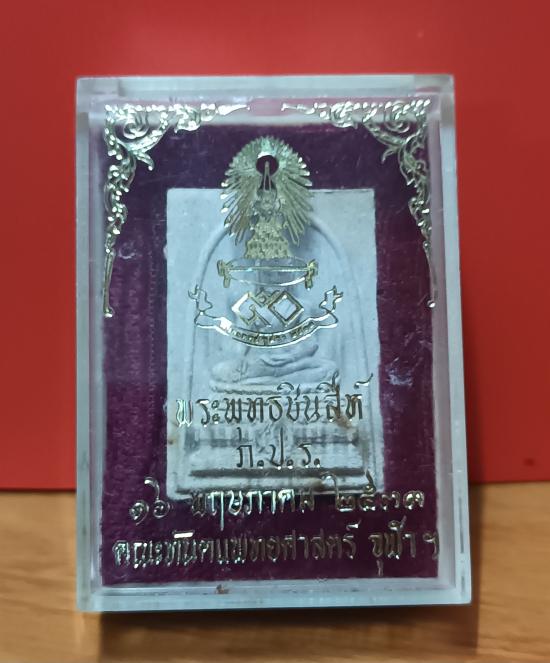 ๕๐
พระพุทธชินสีห์
ภ.ป.ร.
๑๖ พฤษภาคม ๒๕๓๓
คณะทันตแพทยศาสตร์ จุฬาฯ